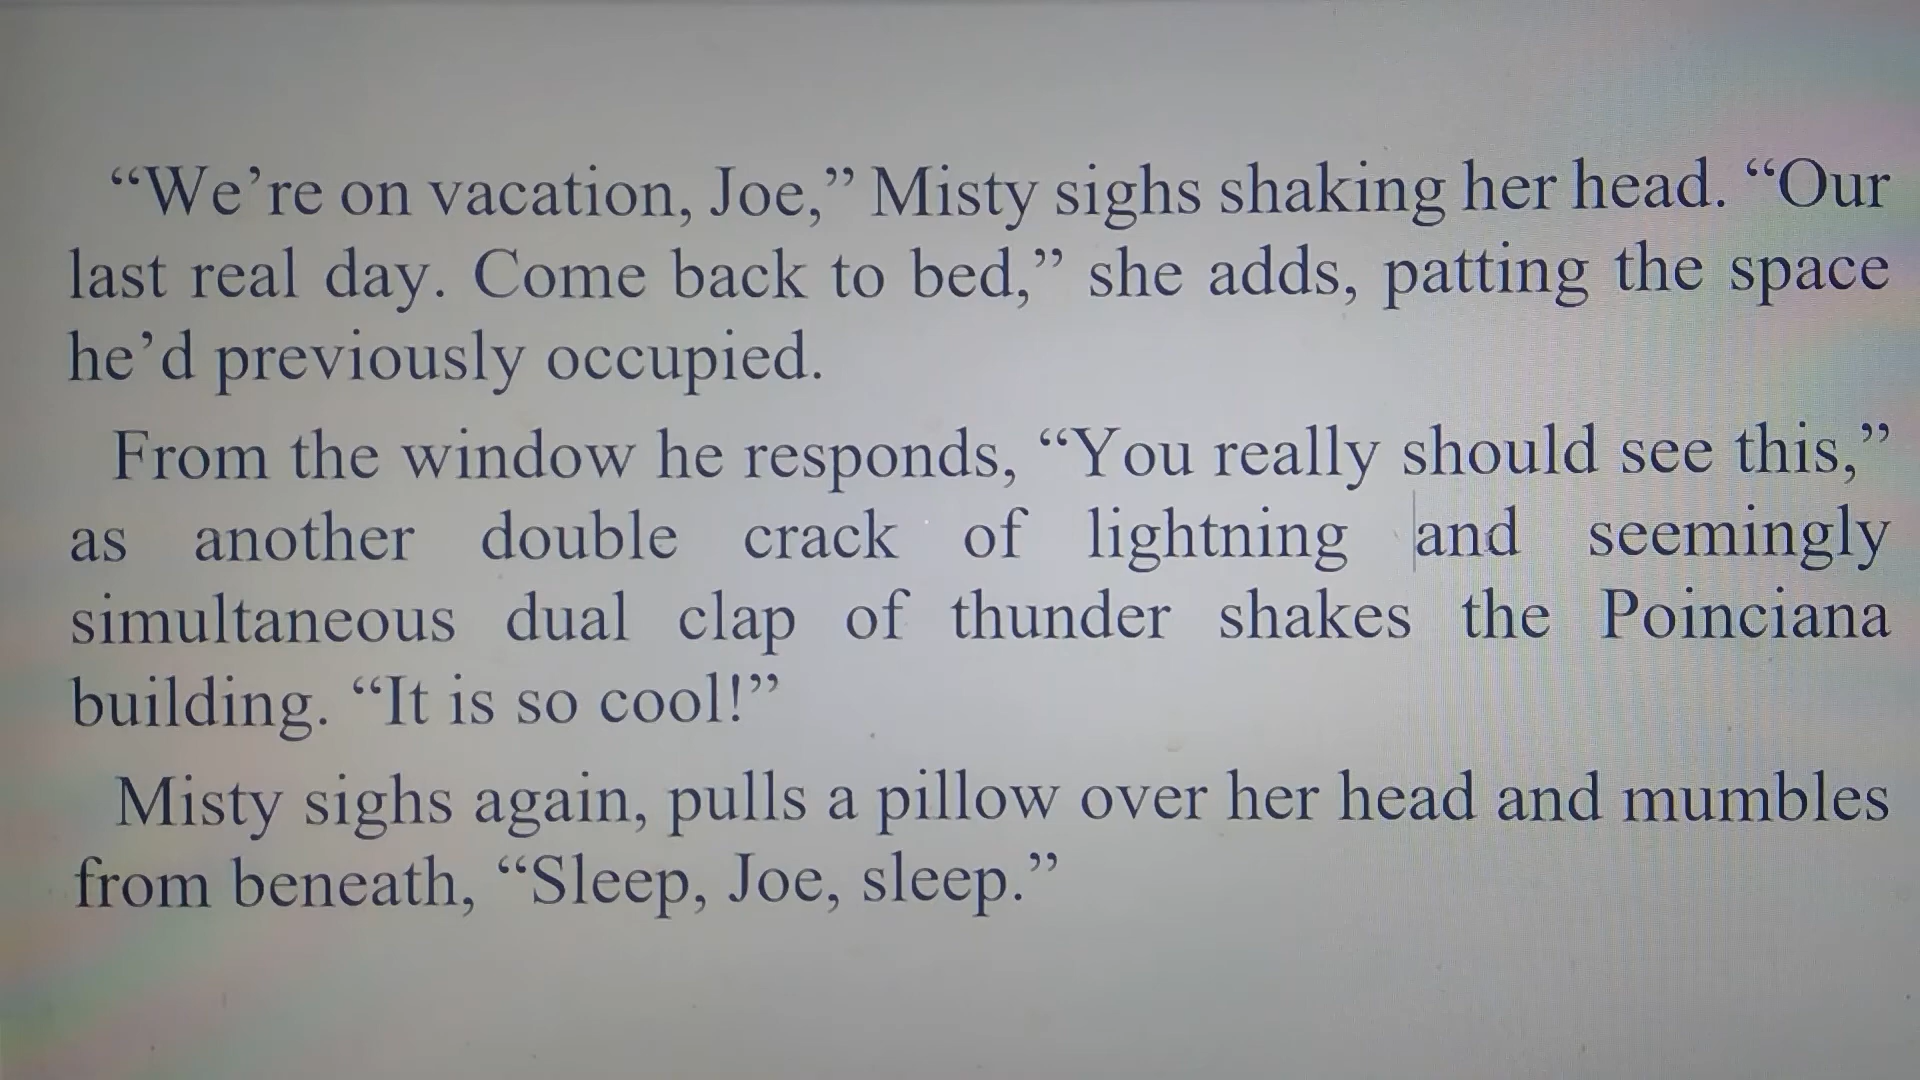 “We’re on vacation, Joe,” Misty sighs shaking her head. “Our
last real day. Come back to bed,” she adds, patting the space
he’d previously occupied.
From the window he responds, “You really should see this,”
as another double crack of lightning and seemingly
simultaneous dual clap of thunder shakes the Poinciana
building. “It is so cool!”
Misty sighs again, pulls a pillow over her head and mumbles
from beneath, “Sleep, Joe, sleep.”